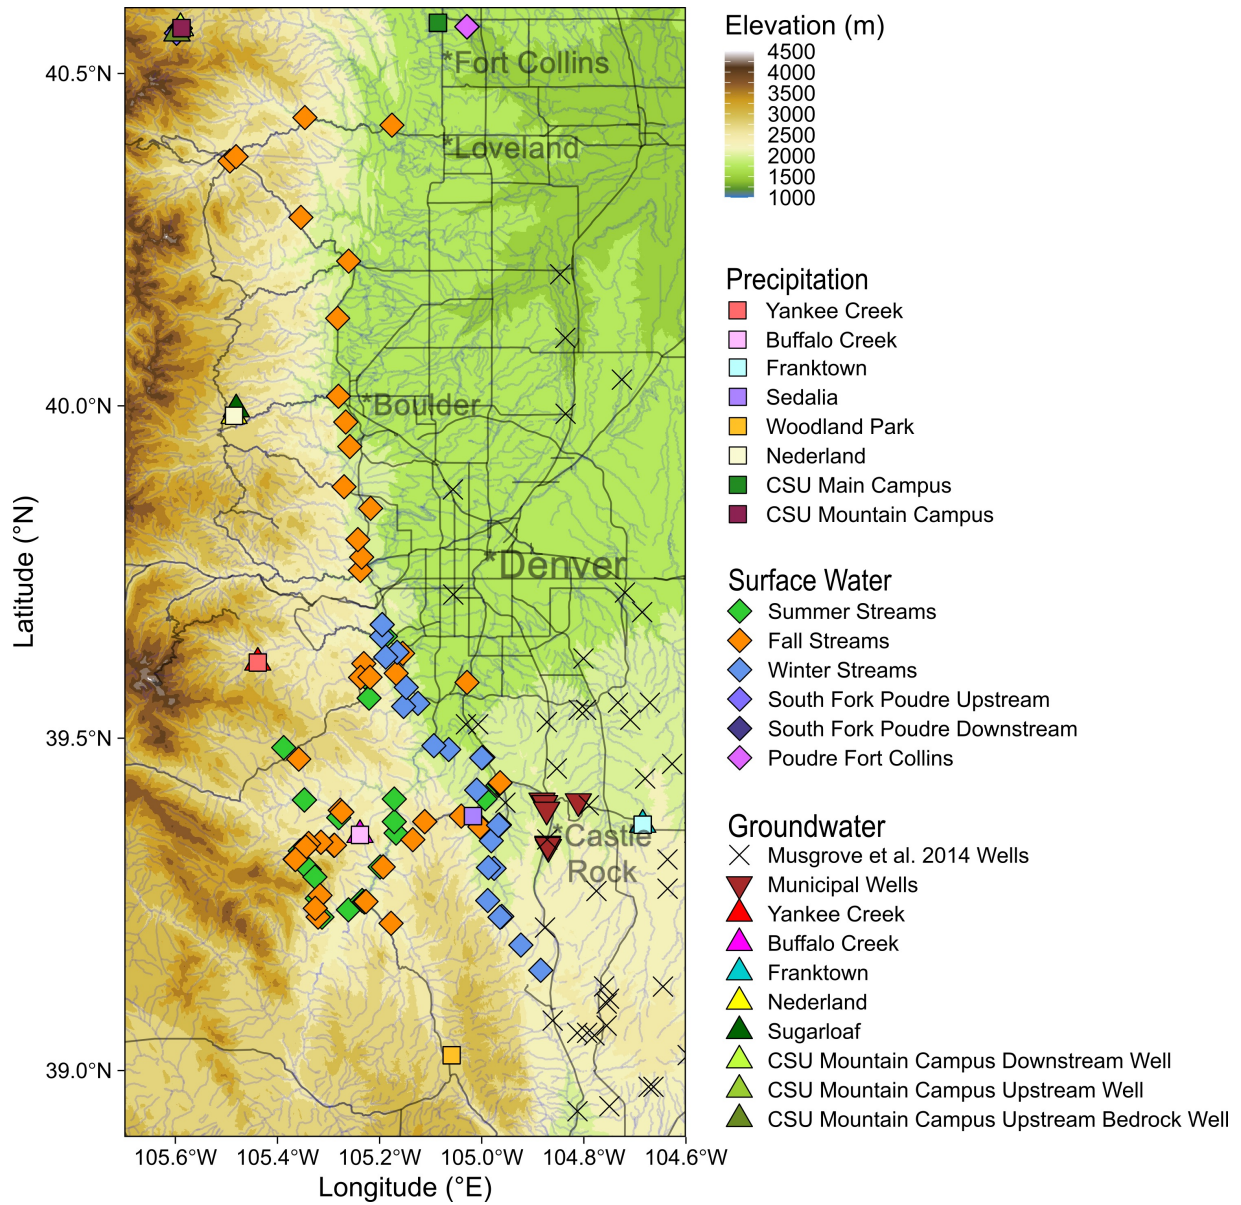 Elevation (m)
4500
4000
3500
3000
2500
2000
1500
1000
Precipitation
Yankee Creek
Buffalo Creek
Franktown
Sedalia
Woodland Park
Nederland
CSU Main Campus
CSU Mountain Campus
Surface Water
Summer Streams
Fall Streams
Winter Streams
South Fork Poudre Upstream
South Fork Poudre Downstream
Poudre Fort Collins
Groundwater
Musgrove et al. 2014 Wells
Municipal Wells
Yankee Creek
Buffalo Creek
Franktown
Nederland
Sugarloaf
CSU Mountain Campus Downstream Well
CSU Mountain Campus Upstream Well
CSU Mountain Campus Upstream Bedrock Well
*Fort Collins
*Loveland
*Boulder
*Denver
*Castle
Rock
40.5°N
40.0°N
39.5°N
39.0°N
Latitude (°N)
105.6°W 105.4°W 105.2°W 105.0°W 104.8°W 104.6°W
Longitude (°E)